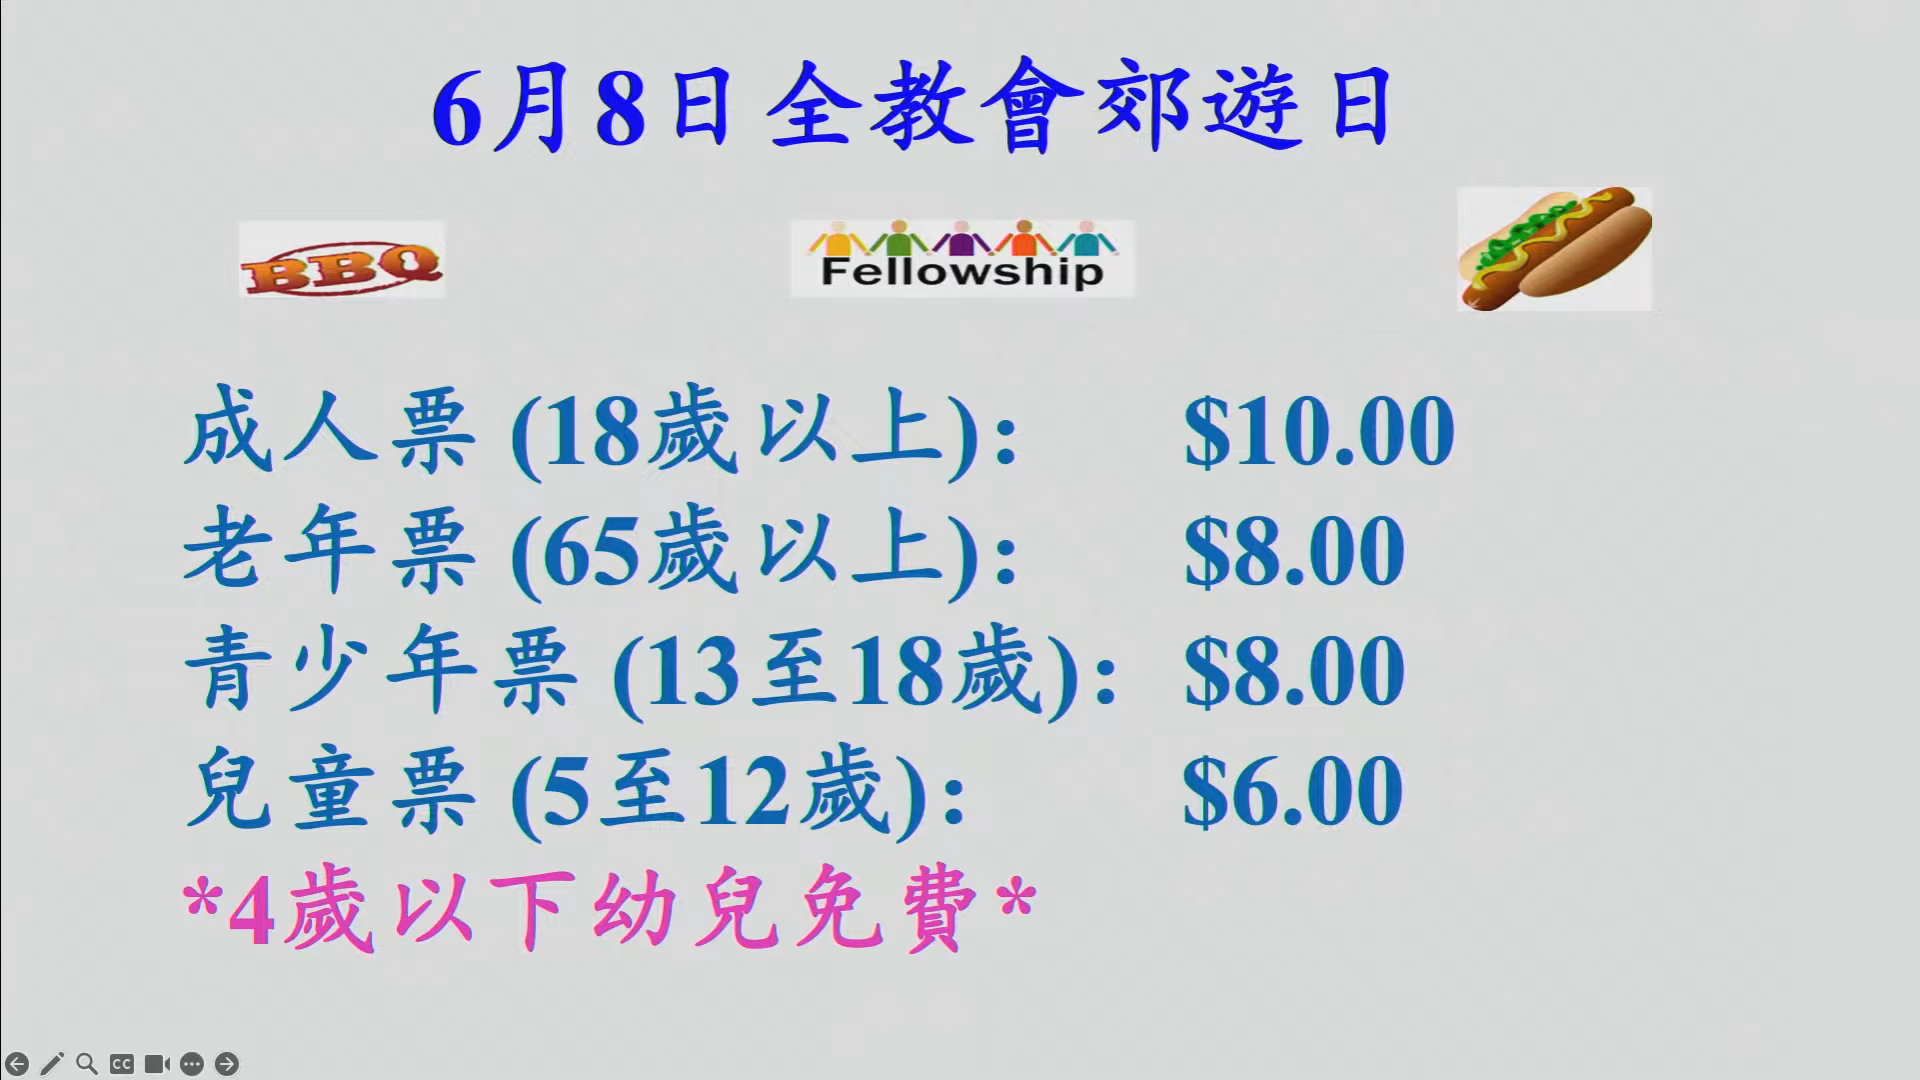 6月8日全教會郊遊日
BBQ
Fellowship
成人票 (18歲以上): $10.00
老年票 (65歲以上): $8.00
青少年票 (13至18歲): $8.00
兒童票 (5至12歲): $6.00
*4歲以下幼兒免費*
CC